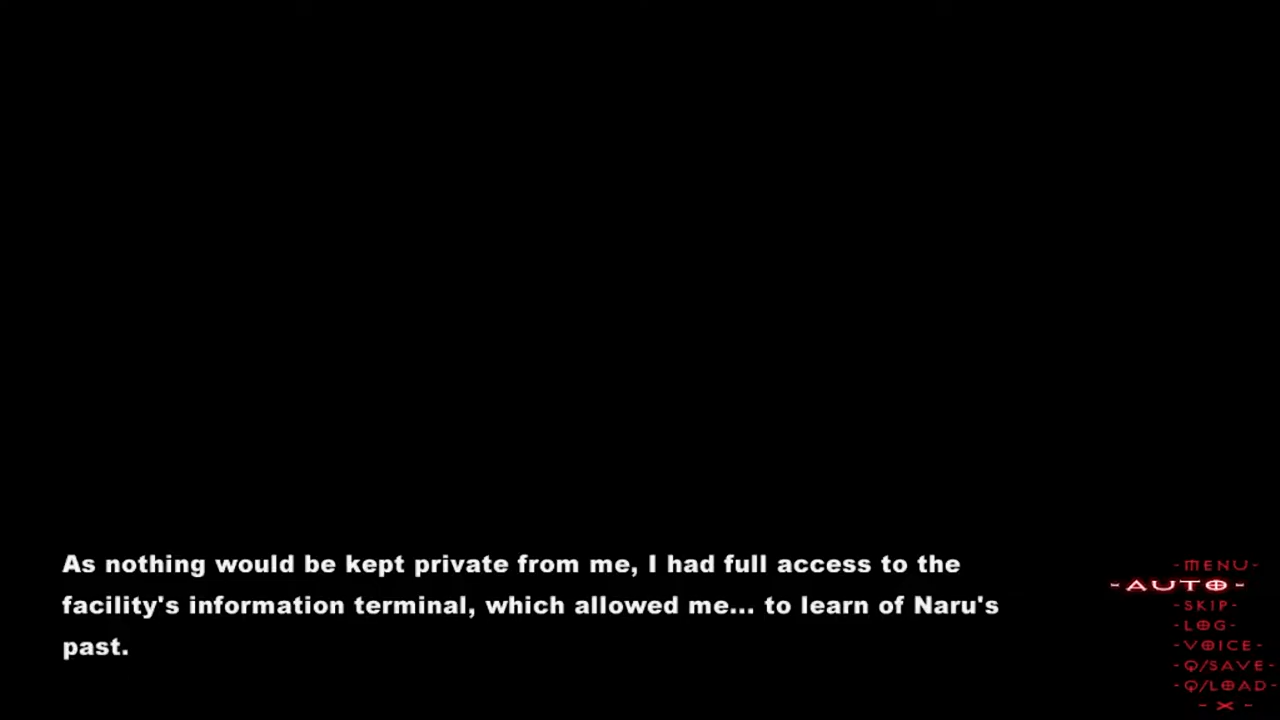 As nothing would be kept private from me, I had full access to the
facility's information terminal, which allowed me... to learn of Naru's
past.
-MENU-
-AUTO-
-SKIP-
-LOG-
-VOICE-
-Q/SAVE-
-Q/LOAD-
-X-